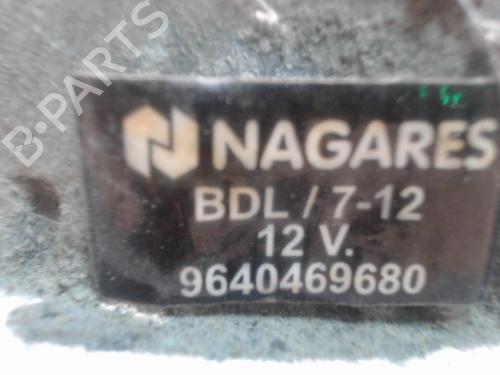 B-PARTS
NAGARES
BDL / 7-12
12 V.
9640469680